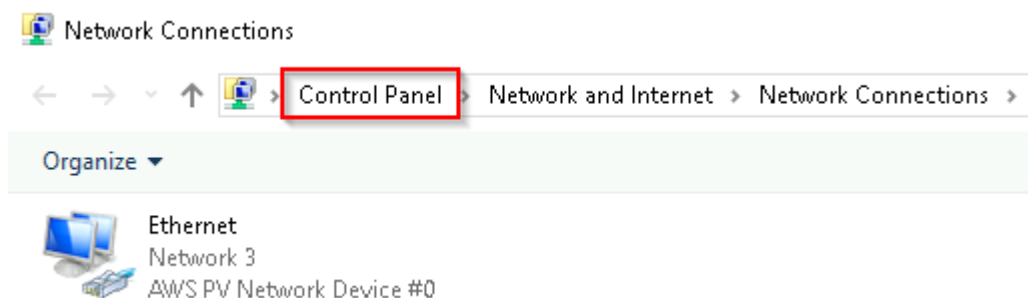 Network Connections
Control Panel > Network and Internet > Network Connections >
Organize
Ethernet
Network 3
AWS PV Network Device #0